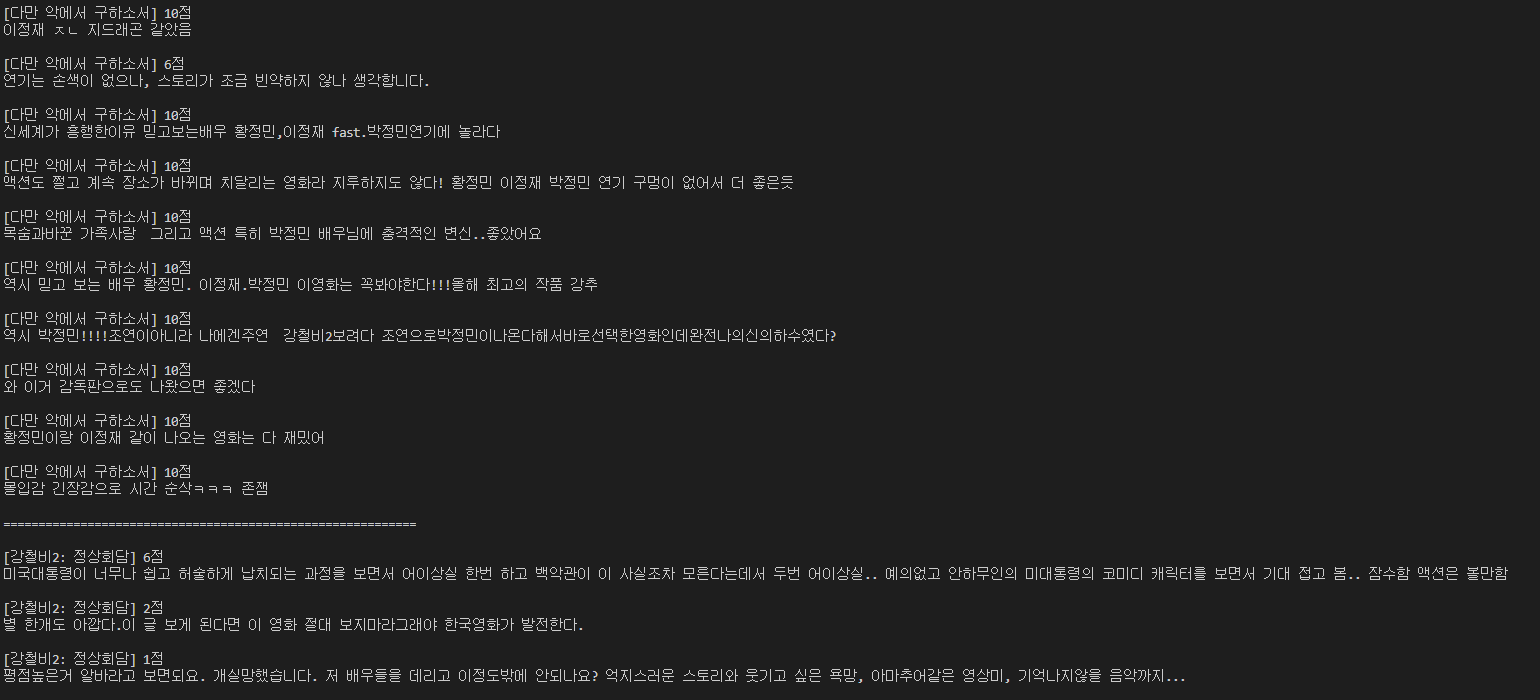 [다만 악에서 구하소서] 10점
이정재 ㅈㄴ 지드래곤 같았음
[다만 악에서 구하소서] 6점
연기는 손색이 없으나, 스토리가 조금 빈약하지 않나 생각합니다.
[다만 악에서 구하소서] 10점
신세계가 흥행한이유 믿고보는배우 황정민,이정재 fast.박정민연기에 놀라다
[다만 악에서 구하소서] 10점
액션도 쩔고 계속 장소가 바뀌며 치달리는 영화라 지루하지도 않다! 황정민 이정재 박정민 연기 구멍이 없어서 더 좋은듯
[다만 악에서 구하소서] 10점
목숨과바꾼 가족사랑  그리고 액션 특히 박정민 배우님에 충격적인 변신..좋았어요
[다만 악에서 구하소서] 10점
역시 믿고 보는 배우 황정민. 이정재.박정민 이영화는 꼭봐야한다!!!올해 최고의 작품 강추
[다만 악에서 구하소서] 10점
역시 박정민!!!!조연이아니라 나에겐주연  강철비2보려다 조연으로박정민이나온다해서바로선택한영화인데완전나의신의하수였다?
[다만 악에서 구하소서] 10점
와 이거 감독판으로도 나왔으면 좋겠다
[다만 악에서 구하소서] 10점
황정민이랑 이정재 같이 나오는 영화는 다 재밌어
[다만 악에서 구하소서] 10점
몰입감 긴장감으로 시간 순삭ㅋㅋㅋ 존잼
===========================================================
[강철비2: 정상회담] 6점
미국대통령이 너무나 쉽고 허술하게 납치되는 과정을 보면서 어이상실 한번 하고 백악관이 이 사실조차 모른다는데서 두번 어이상실.. 예의없고 안하무인의 미대통령의 코미디 캐릭터를 보면서 기대 접고 봄.. 잠수함 액션은 볼만함
[강철비2: 정상회담] 2점
별 한개도 아깝다.이 글 보게 된다면 이 영화 절대 보지마라그래야 한국영화가 발전한다.
[강철비2: 정상회담] 1점
평점높은거 알바라고 보면되요. 개실망했습니다. 저 배우들을 데리고 이정도밖에 안되나요? 억지스러운 스토리와 웃기고 싶은 욕망, 아마추어같은 영상미, 기억나지않을 음악까지...